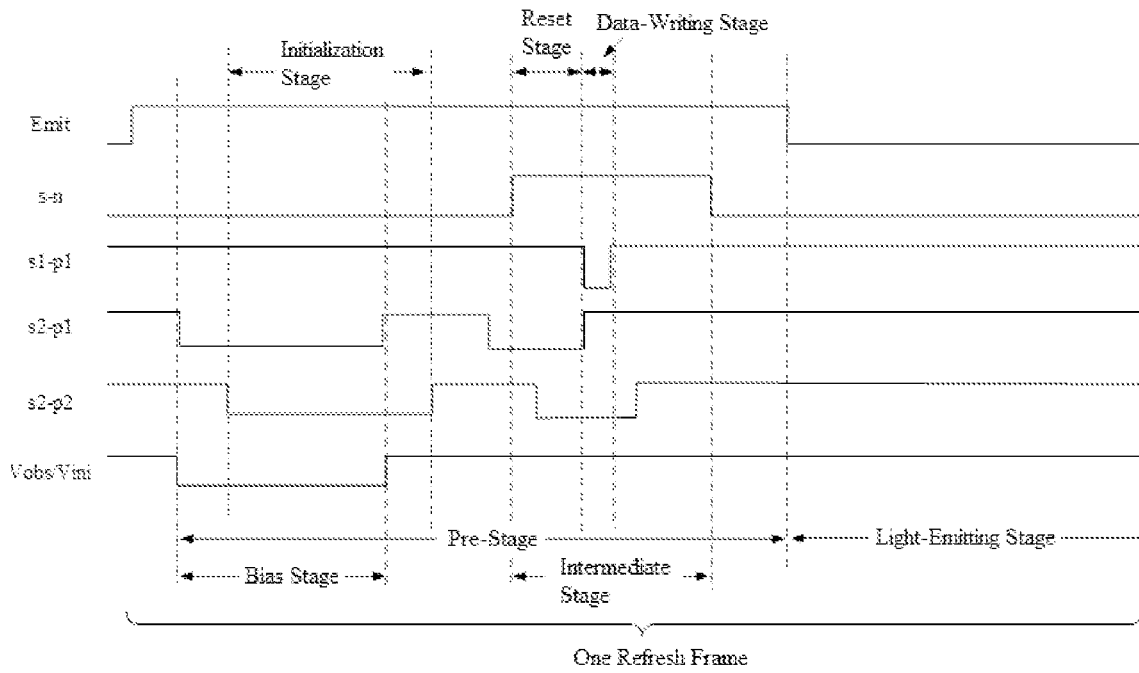 Reset
Stage
Data-Writing Stage
Initialization
Stage
Emit
s-n
s1-p1
s2-p1
s2-p2
Vobs/Vini
Pre-Stage
Light-Emitting Stage
Bias Stage
Intermediate
Stage
One Refresh Frame